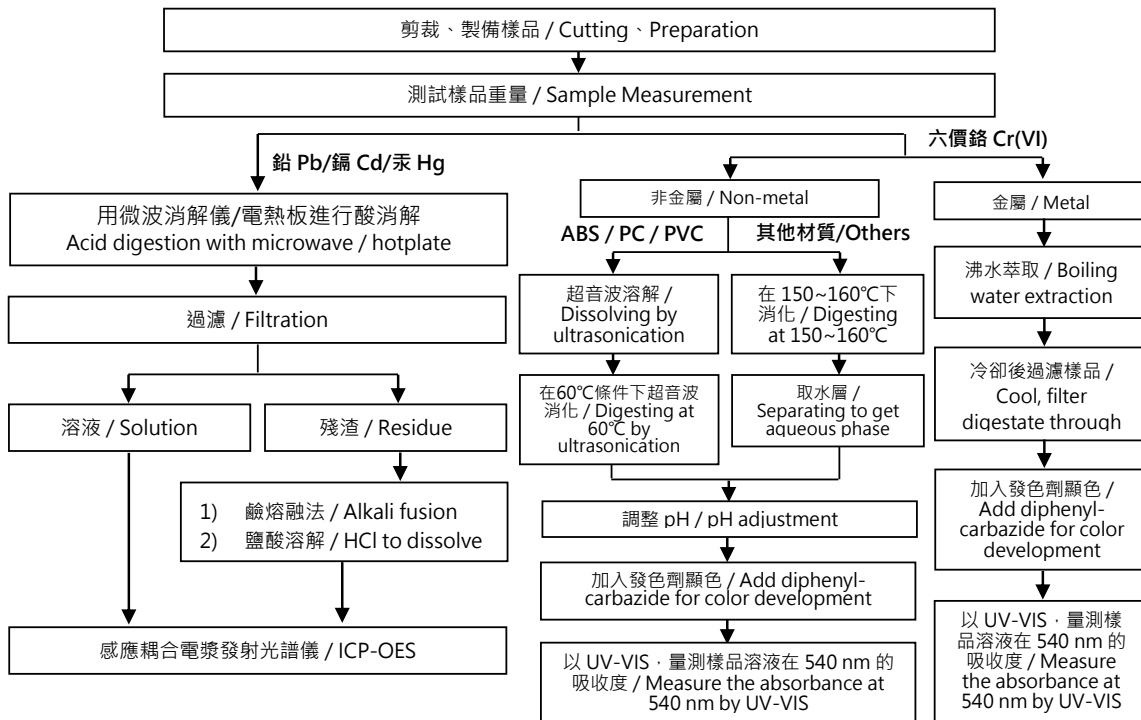 剪裁、製備樣品 / Cutting、Preparation
測試樣品重量 / Sample Measurement
鉛 Pb/鎘 Cd/汞 Hg
六價鉻 Cr(VI)
用微波消解儀/電熱板進行酸消解
Acid digestion with microwave / hotplate
過濾 / Filtration
溶液 / Solution
殘渣 / Residue
1) 鹼熔融法 / Alkali fusion
2) 鹽酸溶解 / HCl to dissolve
感應耦合電漿發射光譜儀 / ICP-OES
非金屬 / Non-metal
ABS / PC / PVC
其他材質/Others
超音波溶解 /
Dissolving by
ultrasonication
在 150~160℃下
消化 / Digesting
at 150~160℃
在60℃條件下超音波
消化 / Digesting at
60℃ by
ultrasonication
取水層 /
Separating to get
aqueous phase
調整 pH / pH adjustment
加入發色劑顯色 / Add diphenyl-
carbazide for color development
以 UV-VIS，量測樣品溶液在 540 nm 的
吸收度 / Measure the absorbance at
540 nm by UV-VIS
金屬 / Metal
沸水萃取 / Boiling
water extraction
冷卻後過濾樣品 /
Cool, filter
digestate through
加入發色劑顯色 /
Add diphenyl-
carbazide for color
development
以 UV-VIS，量測樣
品溶液在 540 nm 的
吸收度 / Measure
the absorbance at
540 nm by UV-VIS